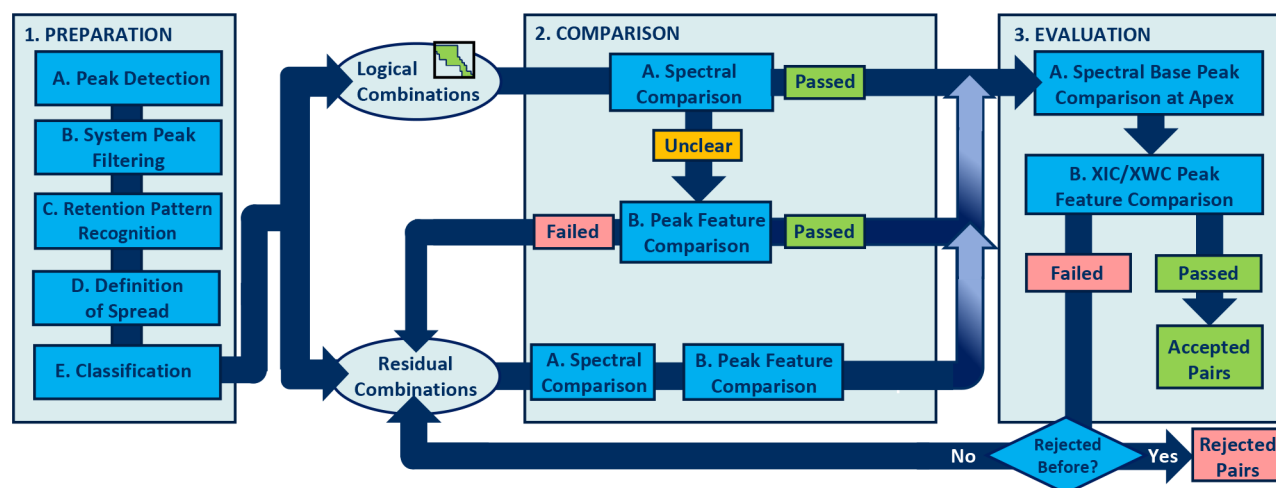 1. PREPARATION
A. Peak Detection
B. System Peak
Filtering
C. Retention Pattern
Recognition
D. Definition
of Spread
E. Classification
Logical
Combinations
Residual
Combinations
2. COMPARISON
A. Spectral
Comparison
Passed
Unclear
Failed
B. Peak Feature
Comparison
Passed
A. Spectral
Comparison
B. Peak Feature
Comparison
3. EVALUATION
A. Spectral Base Peak
Comparison at Apex
B. XIC/XWC Peak
Feature Comparison
Failed
Passed
Accepted
Pairs
No
Rejected
Before?
Yes
Rejected
Pairs